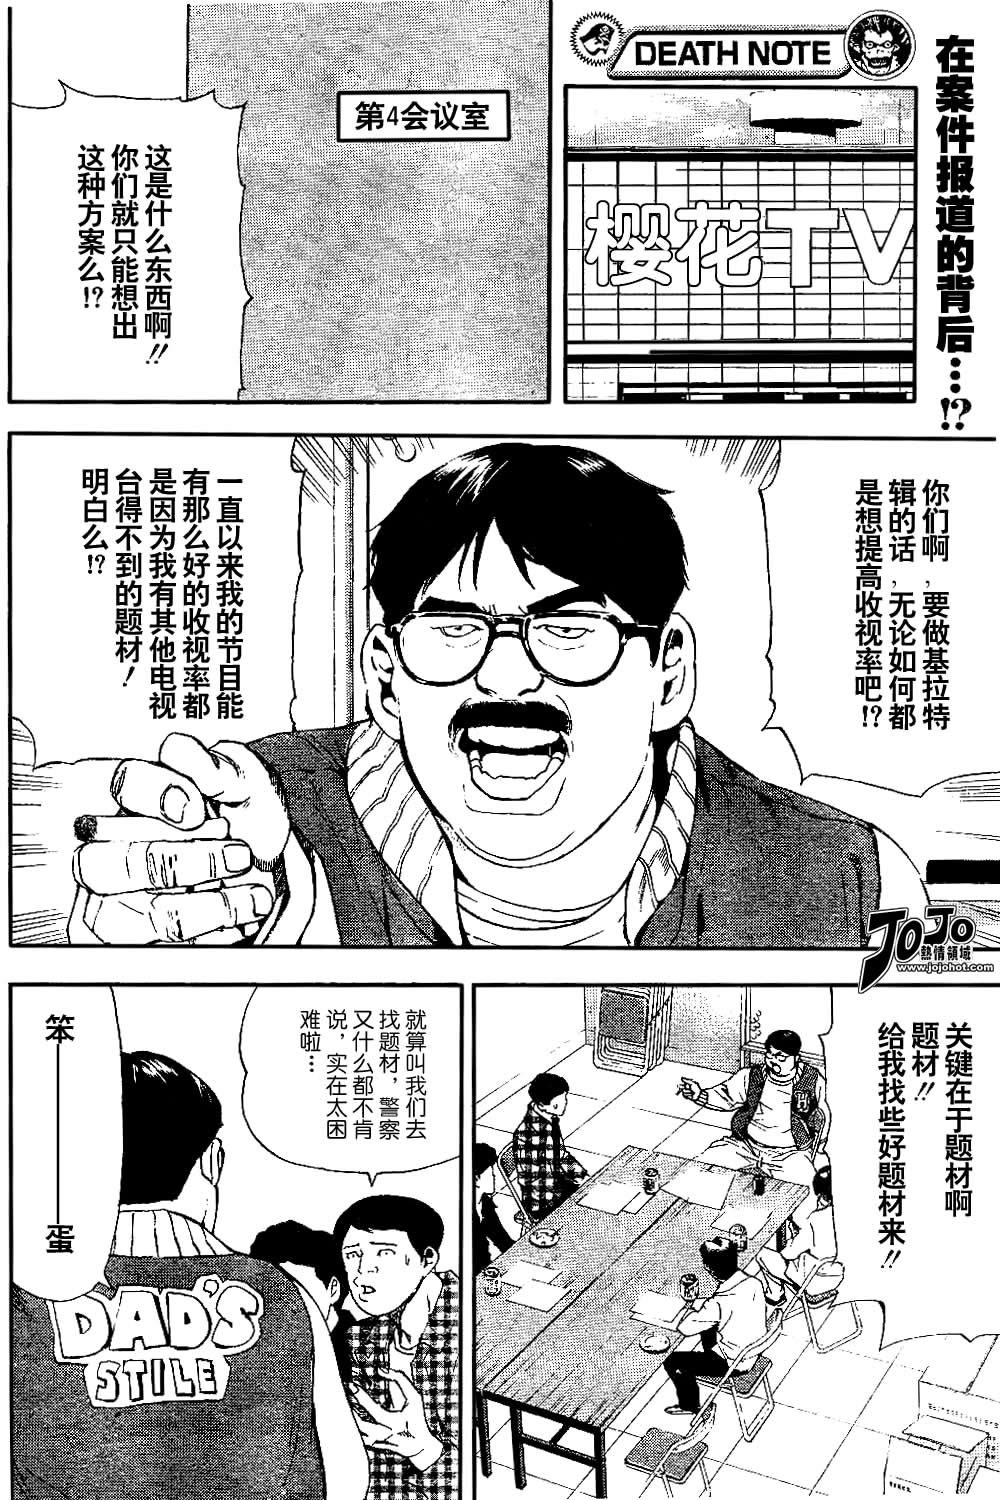 DEATH NOTE
在案件报道的背后…!?
樱花TV
第4会议室
这是什么东西啊!!
你们就只能想出
这种方案么!?
你们啊,要做基拉特
辑的话,无论如何都
是想提高收视率吧!?
一直以来我的节目能
有那么好的收视率都
是因为我有其他电视
台得不到的题材!
明白么!?
JOJO
熱情領域
www.jojohot.com
关键在于题材啊
题材!!
给我找些好题材来!!
H
就算叫我们去
找题材,警察
又什么都不肯
说,实在太困
难啦…
笨——蛋
DAD'S
STILE